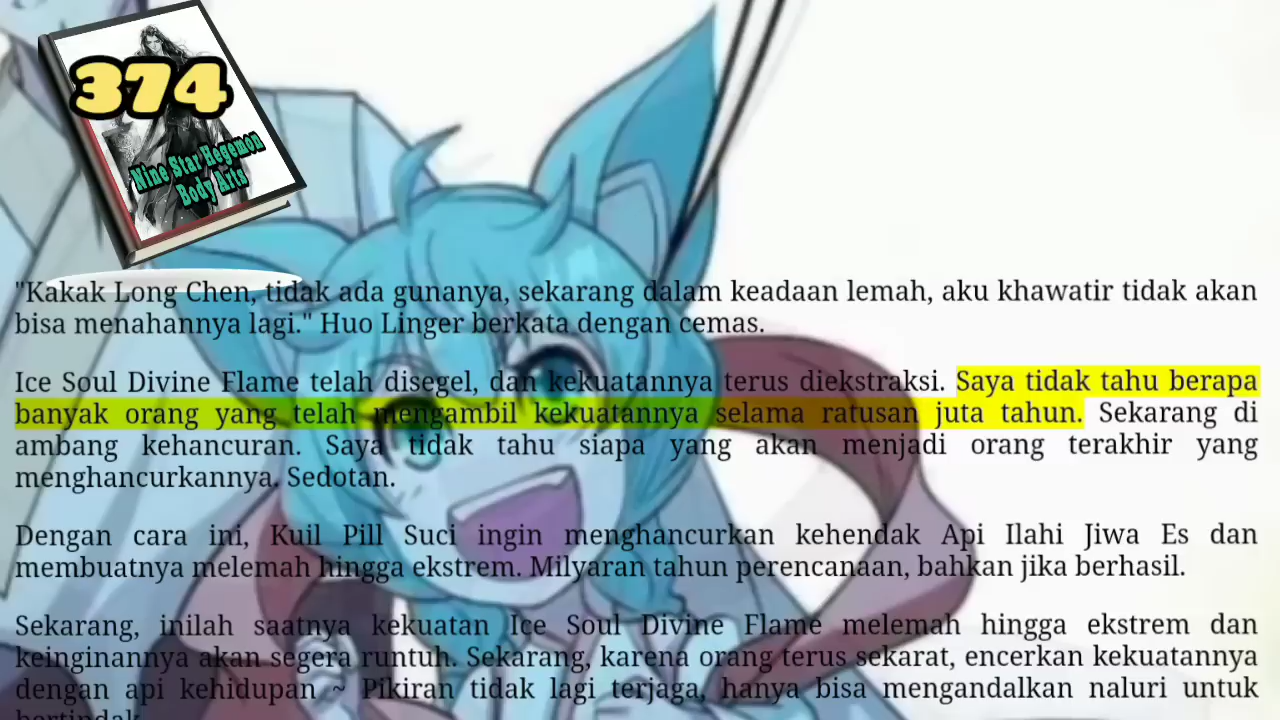 374
Nine Star Hegemon
Body Arts
"Kakak Long Chen, tidak ada gunanya, sekarang dalam keadaan lemah, aku khawatir tidak akan
bisa menahannya lagi." Huo Linger berkata dengan cemas.
Ice Soul Divine Flame telah disegel, dan kekuatannya terus diekstraksi. Saya tidak tahu berapa
banyak orang yang telah mengambil kekuatannya selama ratusan juta tahun. Sekarang di
ambang kehancuran. Saya tidak tahu siapa yang akan menjadi orang terakhir yang
menghancurkannya. Sedotan.
Dengan cara ini, Kuil Pill Suci ingin menghancurkan kehendak Api Ilahi Jiwa Es dan
membuatnya melemah hingga ekstrem. Milyaran tahun perencanaan, bahkan jika berhasil.
Sekarang, inilah saatnya kekuatan Ice Soul Divine Flame melemah hingga ekstrem dan
keinginannya akan segera runtuh. Sekarang, karena orang terus sekarat, encerkan kekuatannya
dengan api kehidupan ~ Pikiran tidak lagi terjaga, hanya bisa mengandalkan naluri untuk
bertindak.